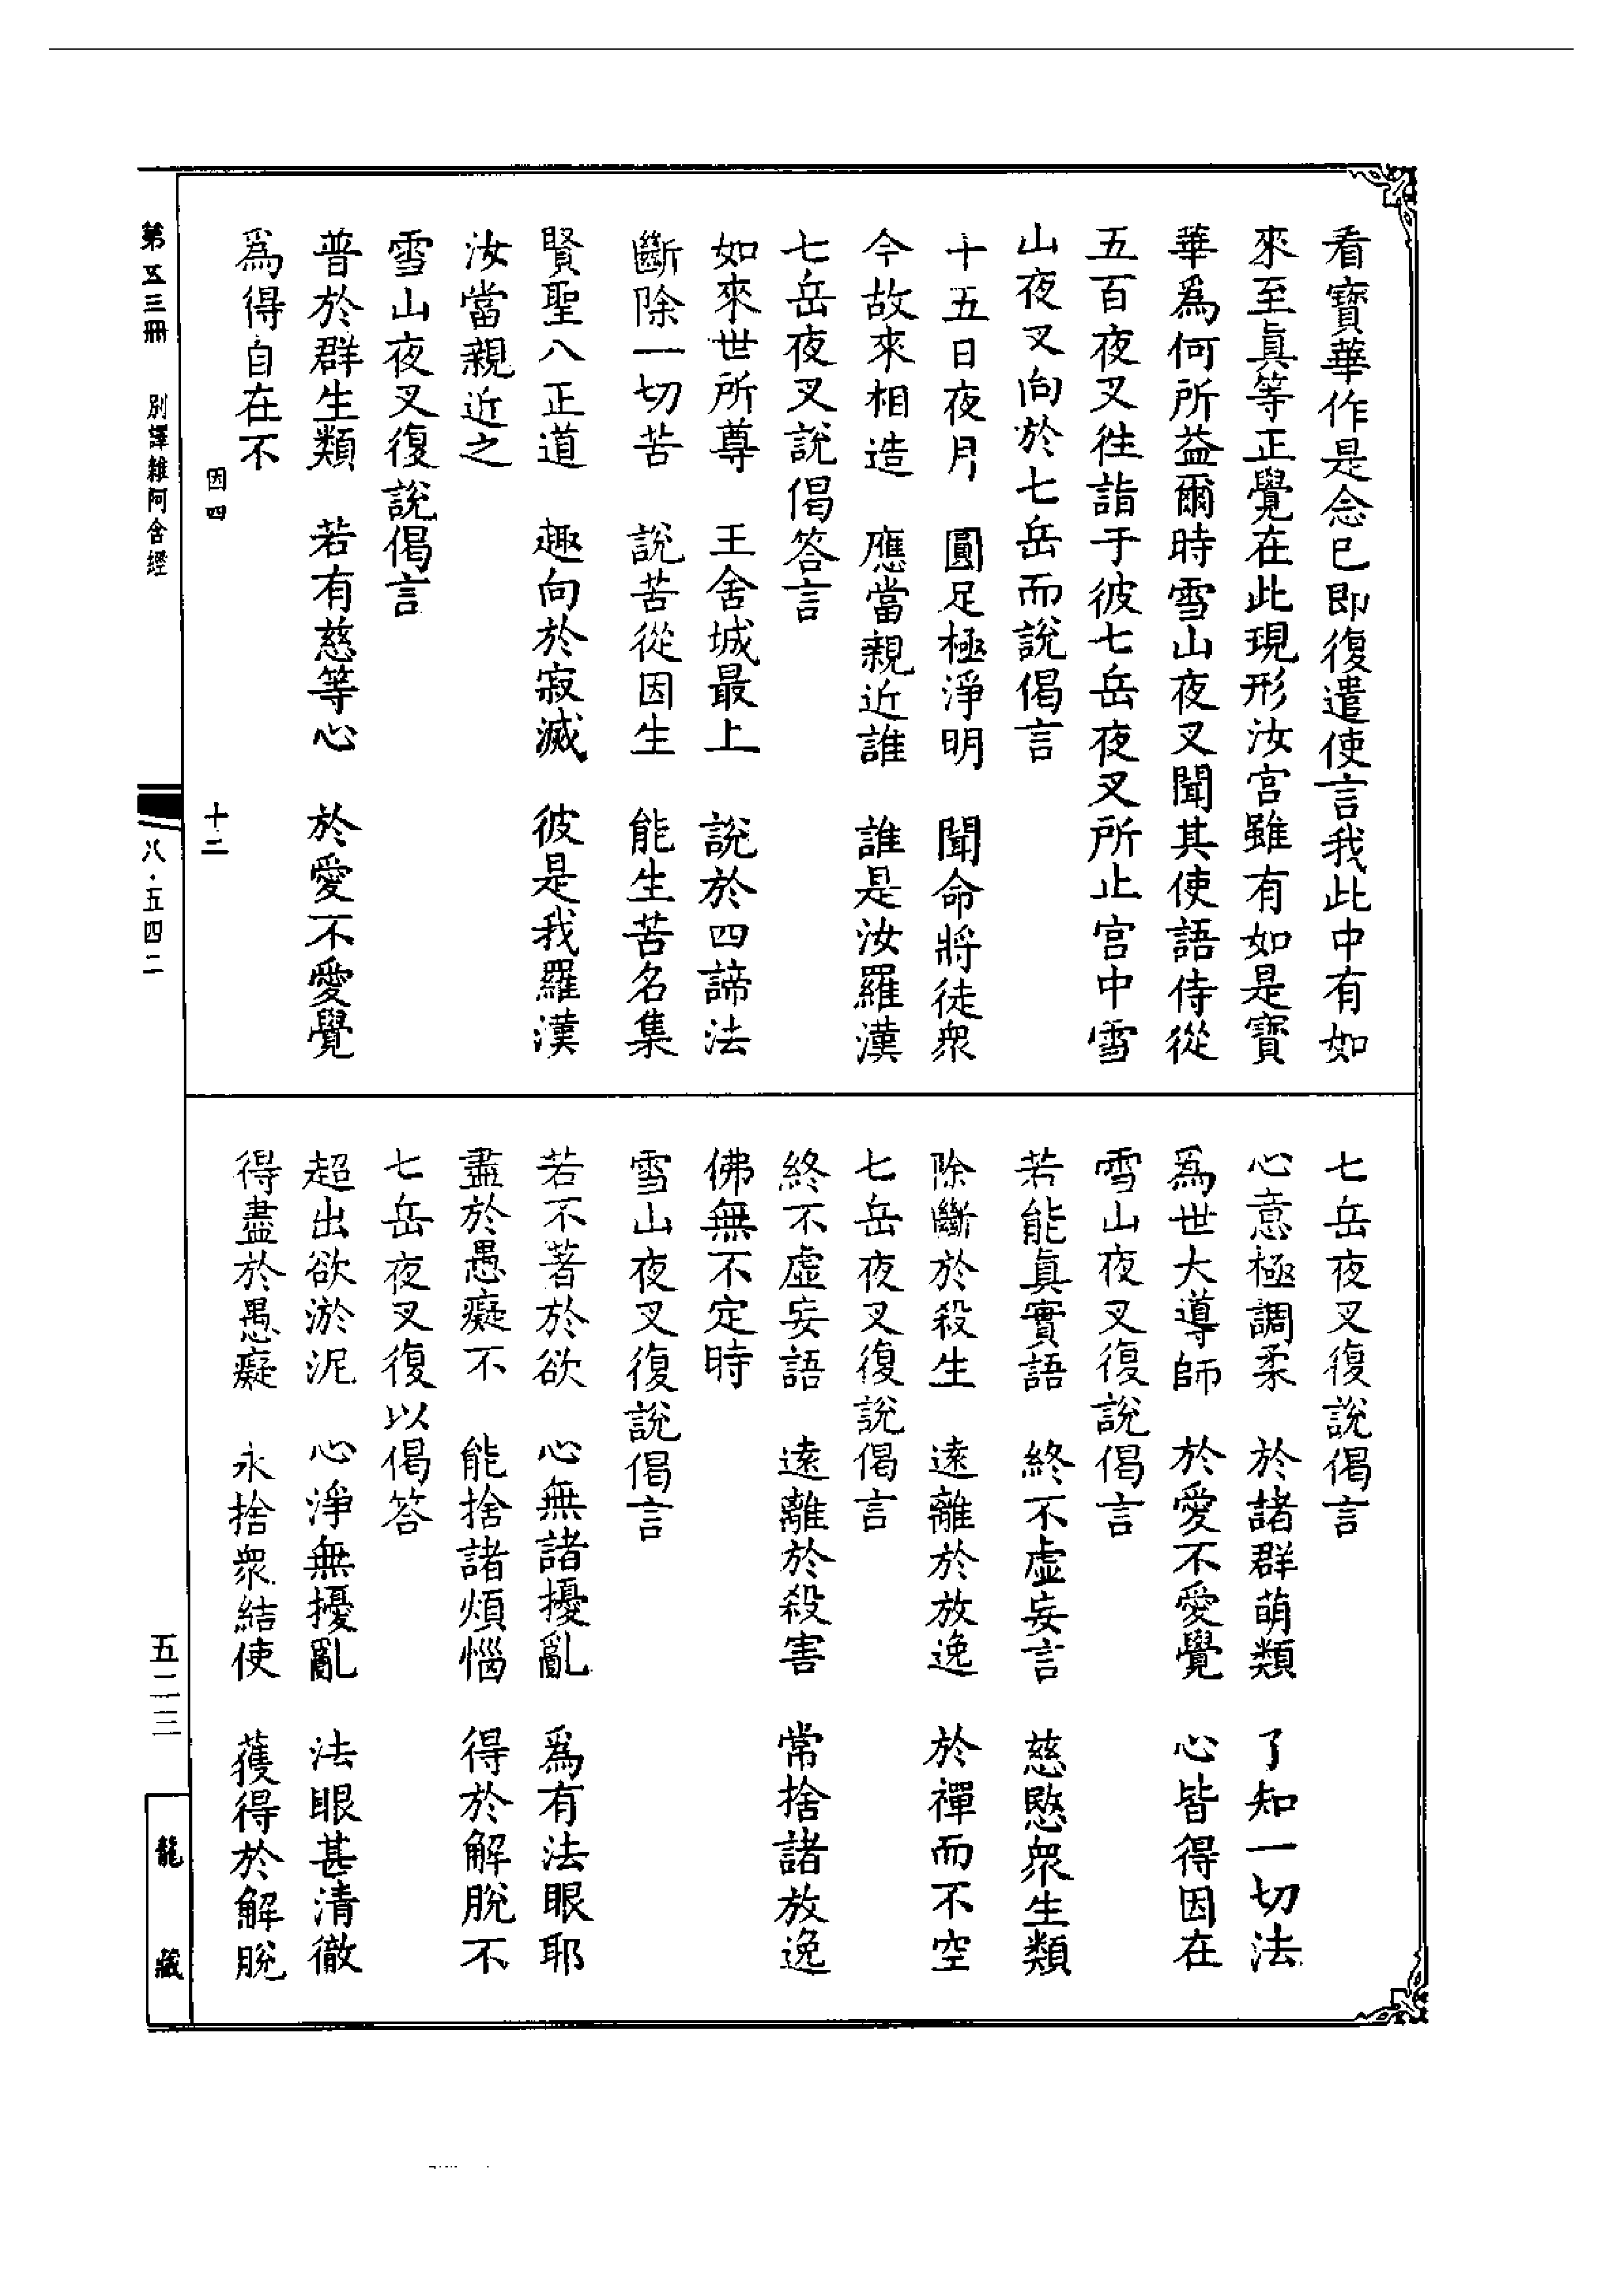 看寶華作是念已即復遣使言我此中有如
來至眞等正覺在此現形汝宮雖有如是寶
華爲何所益爾時雪山夜叉聞其使語侍從
五百夜叉徃詣于彼七岳夜叉所止宮中雪
山夜叉向於七岳而說偈言
十五日夜月　圓足極淨明　聞命將徒衆
今故來相造　應當親近誰　誰是汝羅漢
七岳夜叉說偈答言
如來世所尊　王舍城最上　說於四諦法
斷除一切苦　說苦從因生　能生苦名集
賢聖八正道　趣向於寂滅　彼是我羅漢
汝當親近之
雪山夜叉復說偈言
普於群生類　若有慈等心　於愛不愛覺
爲得自在不
因四　十二
七岳夜叉復說偈言
心意極調柔　於諸群萌類　了知一切法
爲世大導師　於愛不愛覺　心皆得因在
雪山夜叉復說偈言
若能眞實語　終不虛妄言　慈愍衆生類
除斷於殺生　遠離於放逸　於禪而不空
七岳夜叉復說偈言
終不虛妄語　遠離於殺害　常捨諸放逸
佛無不定時
雪山夜叉復說偈言
若不著於欲　心無諸擾亂　爲有法眼耶
盡於愚癡不　能捨諸煩惱　得於解脫不
七岳夜叉復以偈答
超出欲淤泥　心淨無擾亂　法眼甚清徹
得盡於愚癡　永捨衆結使　獲得於解脫
第五三冊　別譯雜阿含經　八·五四二　五二三　龍藏